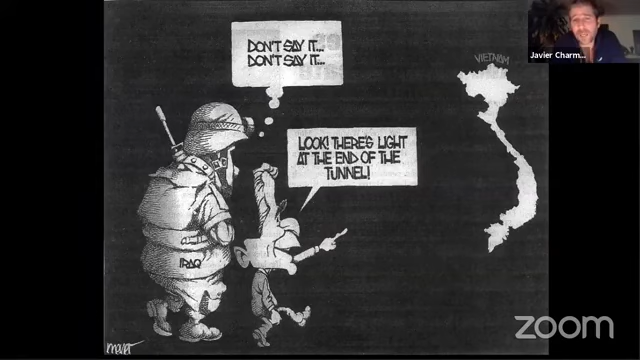 DON'T SAY IT...
DON'T SAY IT...
LOOK! THERE'S LIGHT
AT THE END OF THE
TUNNEL!
VIETNAM
IRAQ
Javier Charm...
zoom